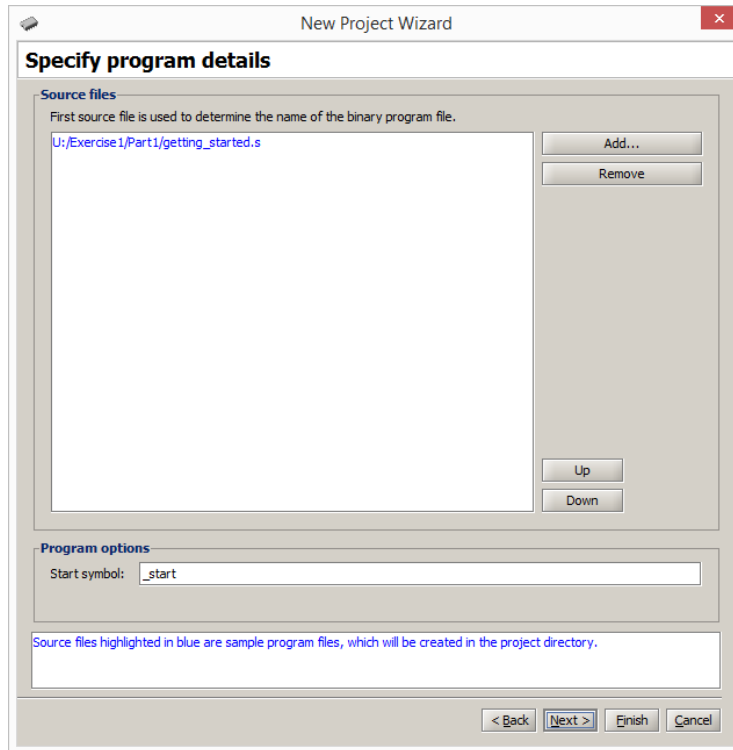 New Project Wizard
Specify program details
Source files
First source file is used to determine the name of the binary program file.
U:/Exercise1/Part1/getting_started.s
Add...
Remove
Up
Down
Program options
Start symbol: _start
Source files highlighted in blue are sample program files, which will be created in the project directory.
< Back Next > Finish Cancel